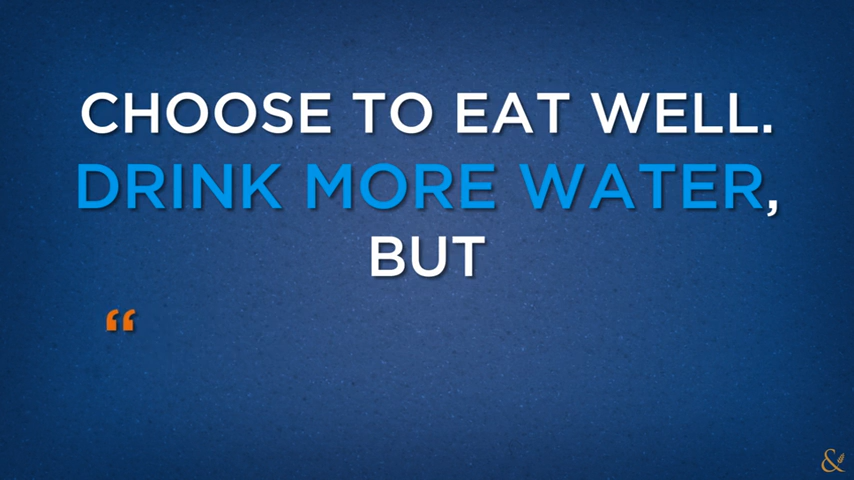 CHOOSE TO EAT WELL.
DRINK MORE WATER,
BUT
“
&